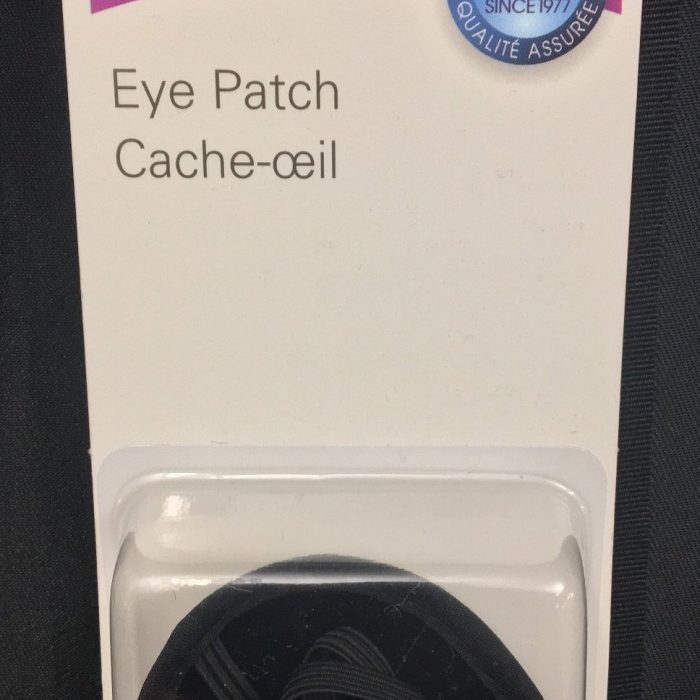 SINCE 1977
QUALITÉ ASSURÉE
Eye Patch
Cache-œil